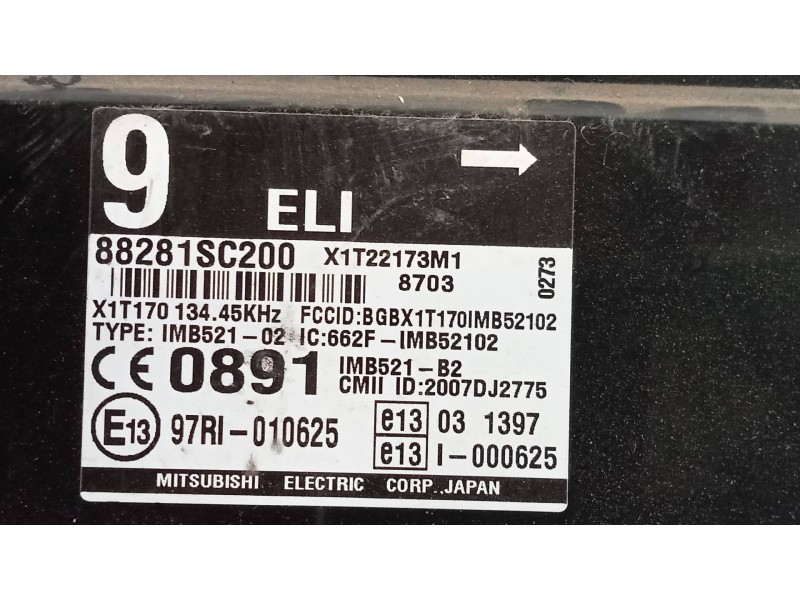 9
ELI
88281SC200 X1T22173M1
8703
0273
X1T170 134.45KHz FCCID:BGBX1T170IMB52102
TYPE: IMB521-02 IC:662F-IMB52102
CE 0891 IMB521-B2
CMII ID:2007DJ2775
E13 97RI-010625 e13 03 1397
e13 I-000625
MITSUBISHI ELECTRIC CORP.,JAPAN